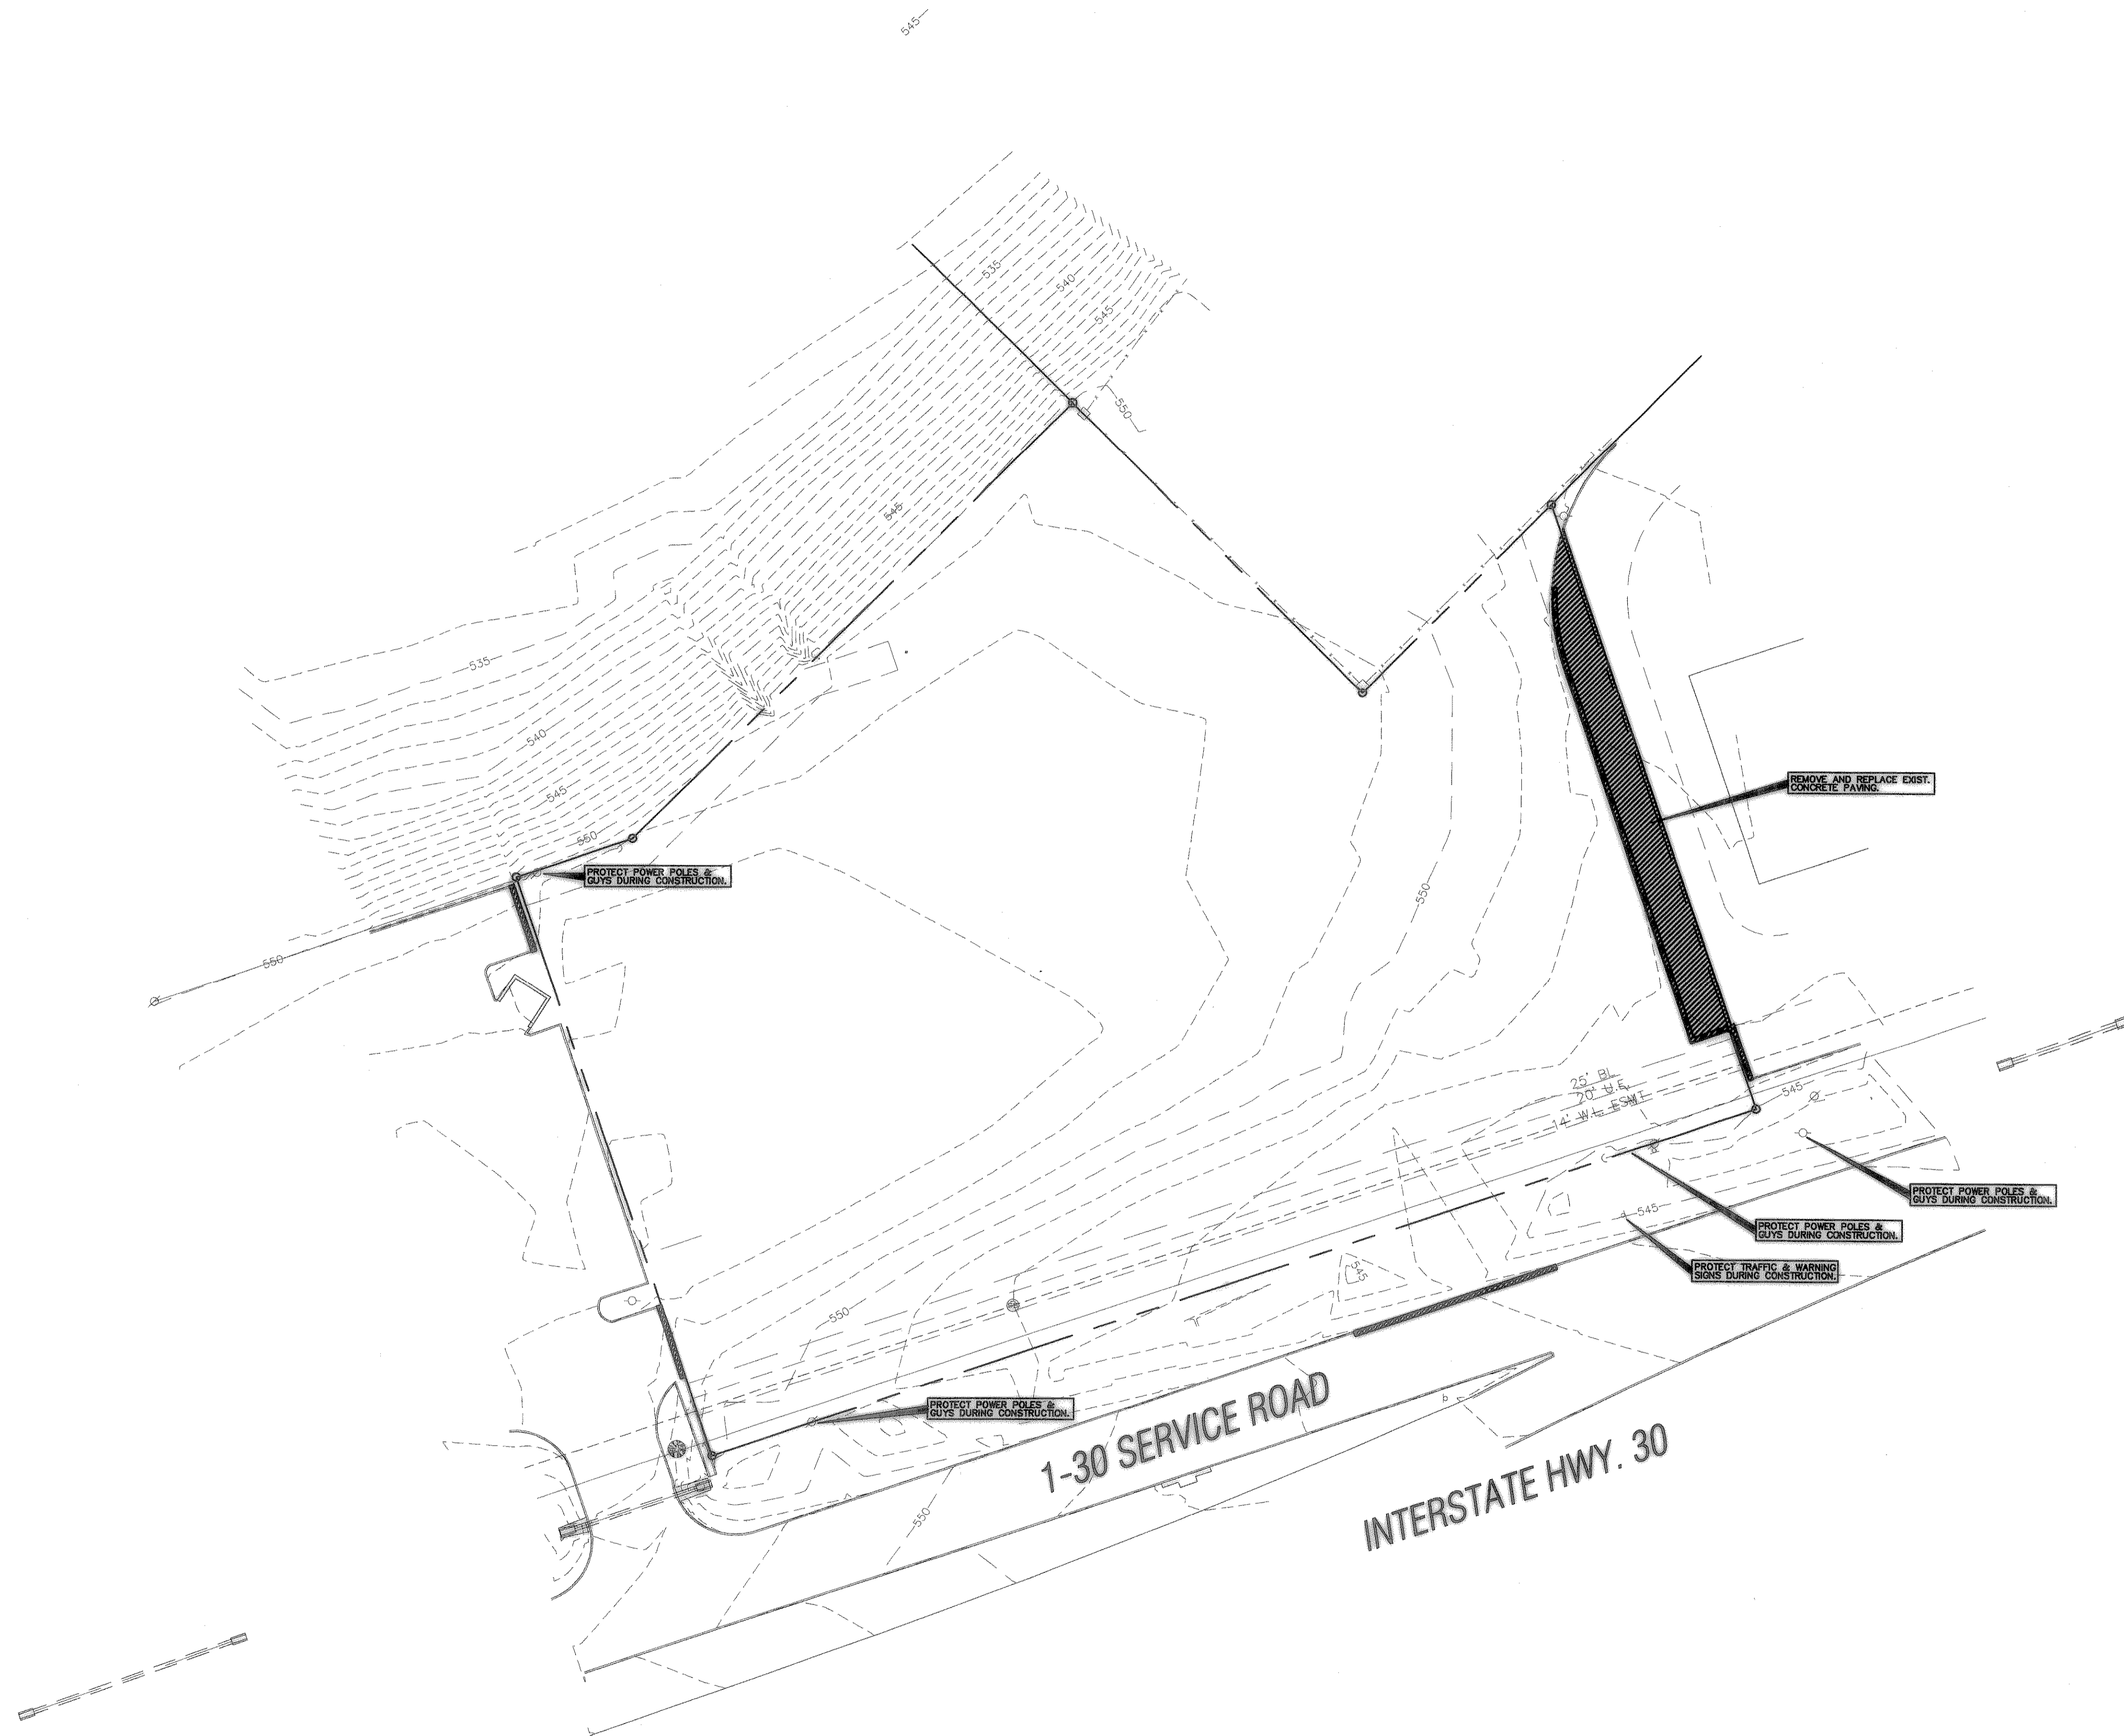 545
535
540
545
550
545
535
540
545
550
550
550
REMOVE AND REPLACE EXIST.
CONCRETE PAVING.
PROTECT POWER POLES &
GUYS DURING CONSTRUCTION.
25' BL
20' U.E.
14' W.L. ESMT
545
PROTECT POWER POLES &
GUYS DURING CONSTRUCTION.
545
PROTECT POWER POLES &
GUYS DURING CONSTRUCTION.
PROTECT TRAFFIC & WARNING
SIGNS DURING CONSTRUCTION.
545
550
PROTECT POWER POLES &
GUYS DURING CONSTRUCTION.
1-30 SERVICE ROAD
INTERSTATE HWY. 30
550